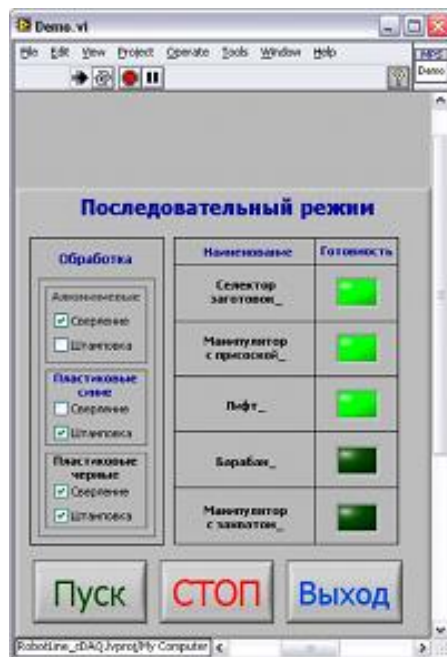 Demo.vi
File Edit View Project Operate Tools Window Help
MPS
Demo
Последовательный режим
Обработка
Наименование Готовность
Алюминиевые
Сверление
Штамповка
Пластиковые
синие
Сверление
Штамповка
Пластиковые
черные
Сверление
Штамповка
Селектор
заготовок_
Манипулятор
с присоской_
Лифт_
Барабан_
Манипулятор
с захватом_
Пуск СТОП Выход
RobotLine_cDAQ.lvproj/My Computer